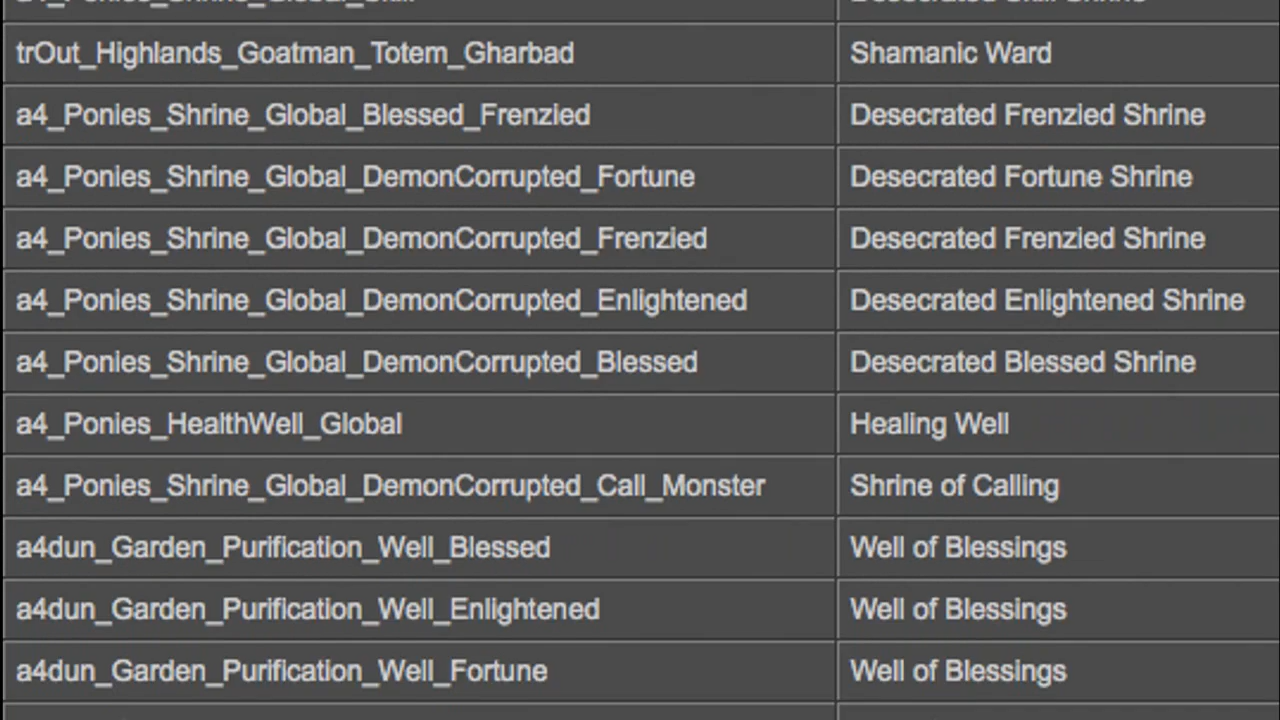 trOut_Highlands_Goatman_Totem_Gharbad Shamanic Ward
a4_Ponies_Shrine_Global_Blessed_Frenzied Desecrated Frenzied Shrine
a4_Ponies_Shrine_Global_DemonCorrupted_Fortune Desecrated Fortune Shrine
a4_Ponies_Shrine_Global_DemonCorrupted_Frenzied Desecrated Frenzied Shrine
a4_Ponies_Shrine_Global_DemonCorrupted_Enlightened Desecrated Enlightened Shrine
a4_Ponies_Shrine_Global_DemonCorrupted_Blessed Desecrated Blessed Shrine
a4_Ponies_HealthWell_Global Healing Well
a4_Ponies_Shrine_Global_DemonCorrupted_Call_Monster Shrine of Calling
a4dun_Garden_Purification_Well_Blessed Well of Blessings
a4dun_Garden_Purification_Well_Enlightened Well of Blessings
a4dun_Garden_Purification_Well_Fortune Well of Blessings